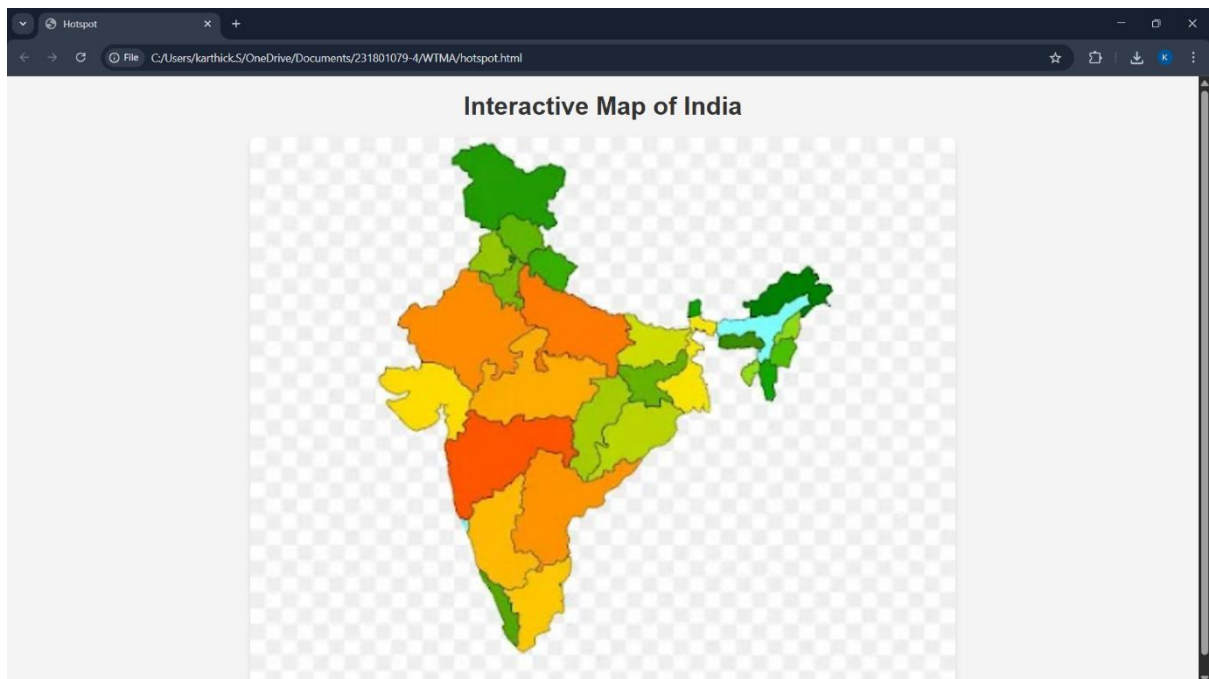 Hotspot
File C:/Users/karthick.S/OneDrive/Documents/231801079-4/WTMA/hotspot.html
K
Interactive Map of India